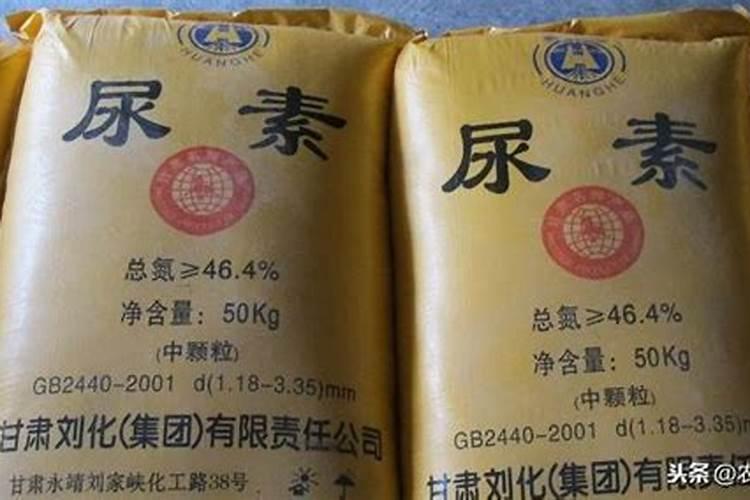 HUANGHE
尿素
总氮≥46.4%
净含量：50Kg
(中颗粒)
GB2440-2001 d(1.18-3.35)mm
甘肃刘化(集团)有限责任公司
甘肃永靖刘家峡化工路38号
HUANGHE
尿素
总氮≥46.4%
净含量：50Kg
(中颗粒)
GB2440-2001 d(1.18-3.35)m
甘肃刘化(集团)有限责任
头条@农